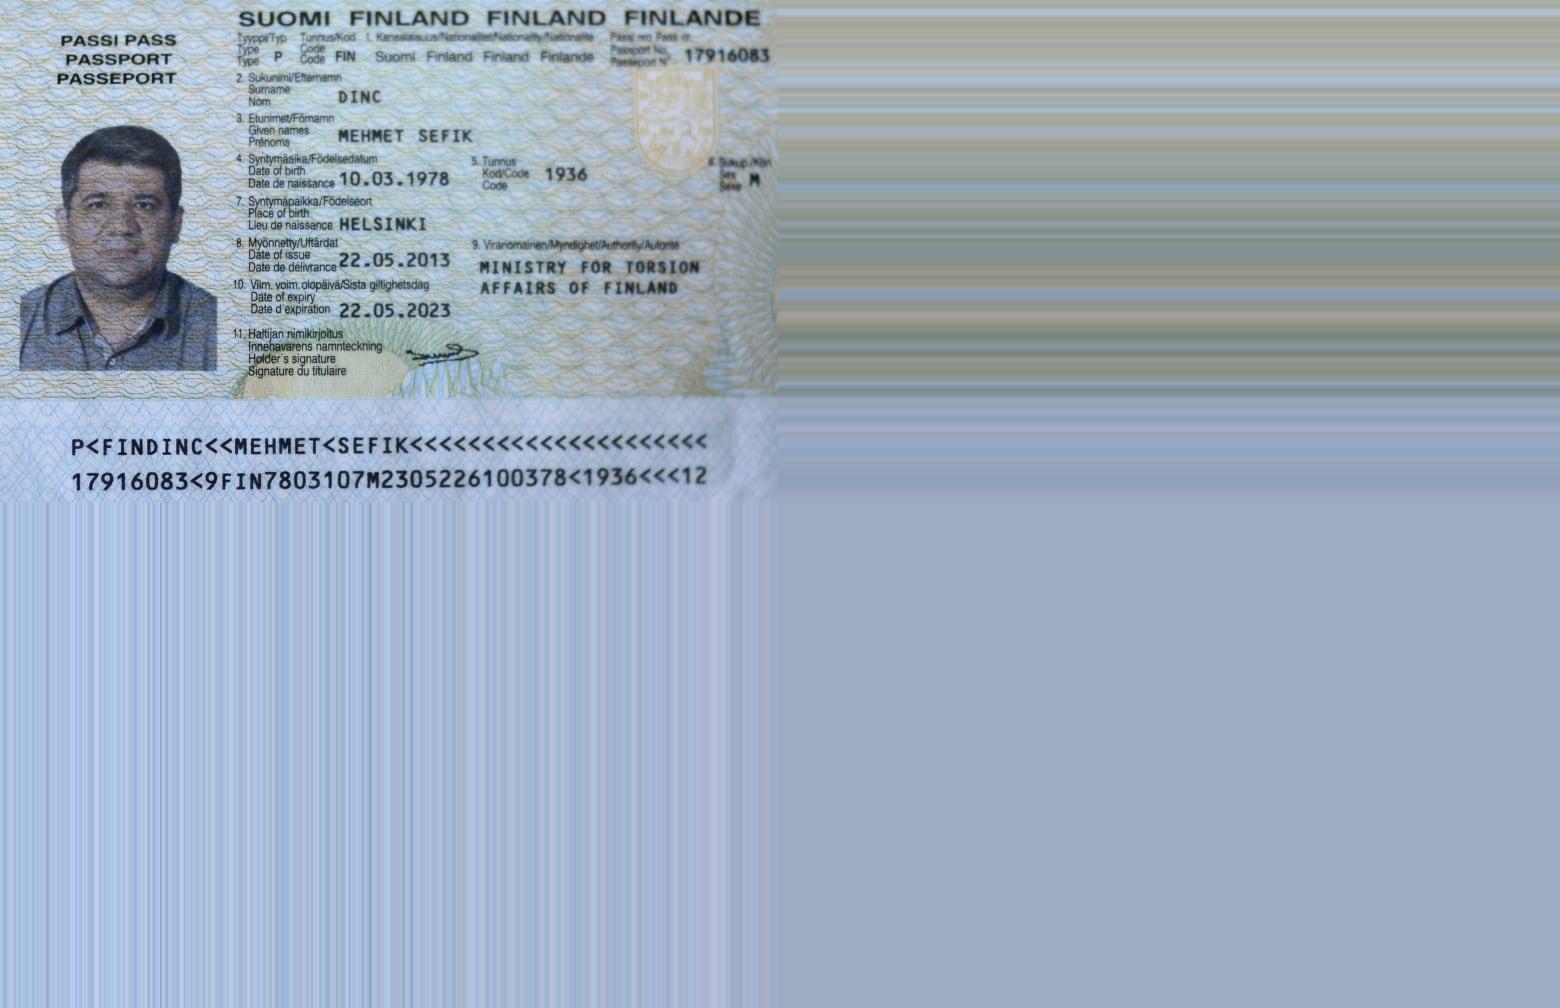 SUOMI FINLAND FINLAND FINLANDE
PASSI PASS
PASSPORT
PASSEPORT
Tyyppi/Typ Tunnus/Kod 1. Kansalaisuus/Nationalitet/Nationality/Nationalité Passi nro Pass nr.
Type Code Passport No.
Type P Code FIN Suomi Finland Finland Finlande Passeport N° 17916083
2. Sukunimi/Efternamn
Surname
Nom DINC
3. Etunimet/Förnamn
Given names
Prénoms MEHMET SEFIK
4. Syntymäaika/Födelsedatum
Date of birth
Date de naissance 10.03.1978
5. Tunnus
Kod/Code 1936
Code
6. Sukup./Kön
Sex
Sexe M
7. Syntymäpaikka/Födelseort
Place of birth
Lieu de naissance HELSINKI
8. Myönnetty/Utfärdat
Date of issue
Date de délivrance 22.05.2013
9. Viranomainen/Myndighet/Authority/Autorité
MINISTRY FOR TORSION
AFFAIRS OF FINLAND
10. Viim. voim.olopäivä/Sista giltighetsdag
Date of expiry
Date d'expiration 22.05.2023
11. Haltijan nimikirjoitus
Innehavarens namnteckning
Holder's signature
Signature du titulaire
P<FINDINC<<MEHMET<SEFIK<<<<<<<<<<<<<<<<<<<<<
17916083<9FIN7803107M2305226100378<1936<<<12